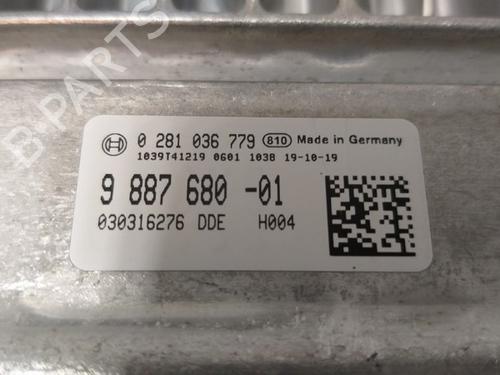 B-PARTS
0 281 036 779 810 Made in Germany
1039T41219 0601 1038 19-10-19
9 887 680 -01
030316276 DDE H004